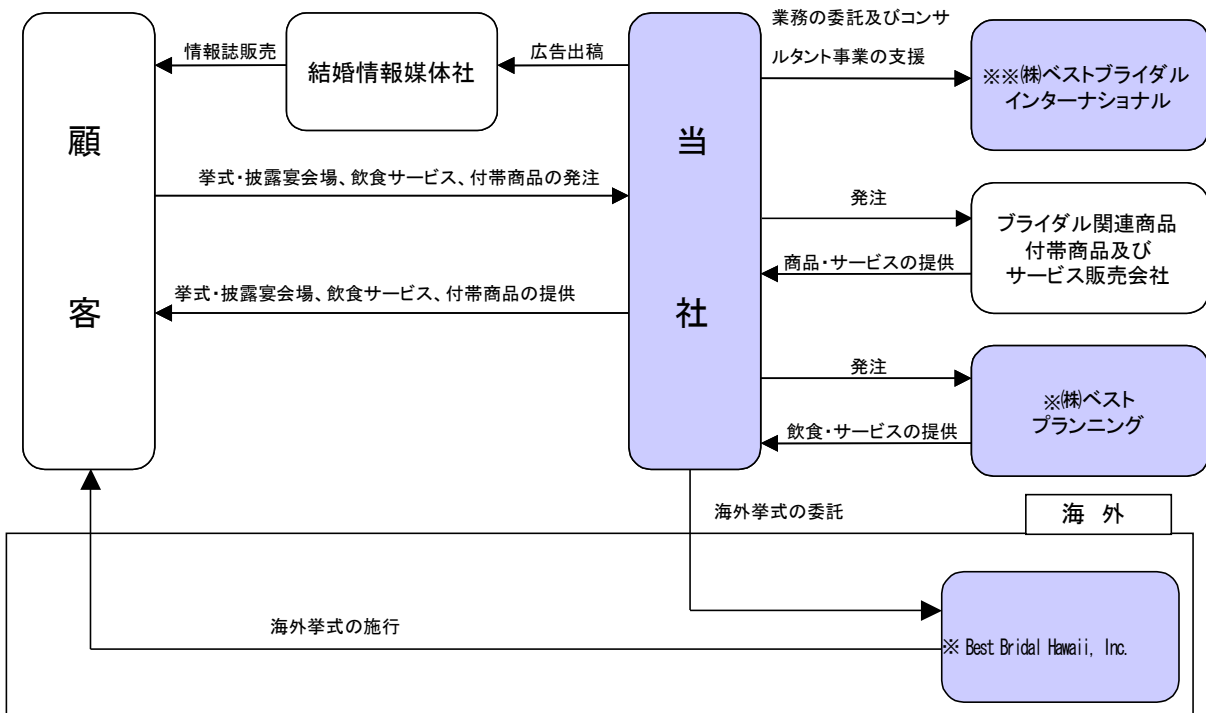 業務の委託及びコンサ
ルタント事業の支援
情報誌販売
広告出稿
結婚情報媒体社
※※㈱ベストブライダル
インターナショナル
顧
客
当
社
挙式・披露宴会場、飲食サービス、付帯商品の発注
発注
ブライダル関連商品
付帯商品及び
サービス販売会社
商品・サービスの提供
挙式・披露宴会場、飲食サービス、付帯商品の提供
発注
※㈱ベスト
プランニング
飲食・サービスの提供
海外挙式の委託
海 外
海外挙式の施行
※ Best Bridal Hawaii, Inc.